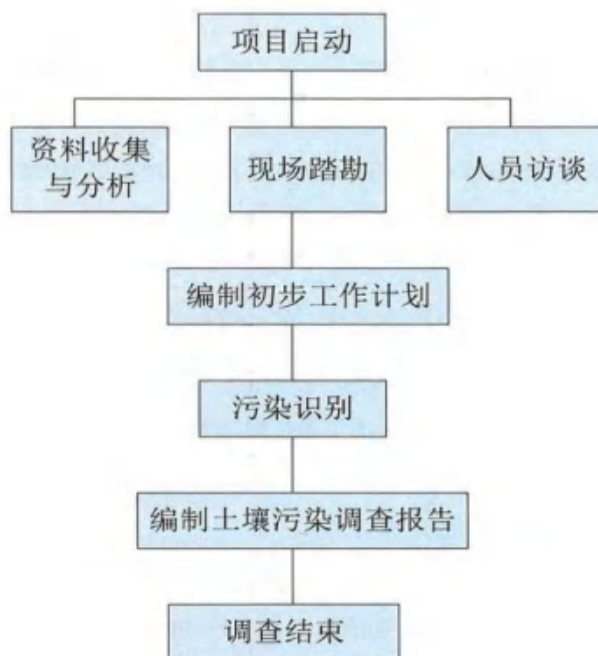 项目启动
资料收集
与分析
现场踏勘
人员访谈
编制初步工作计划
污染识别
编制土壤污染调查报告
调查结束